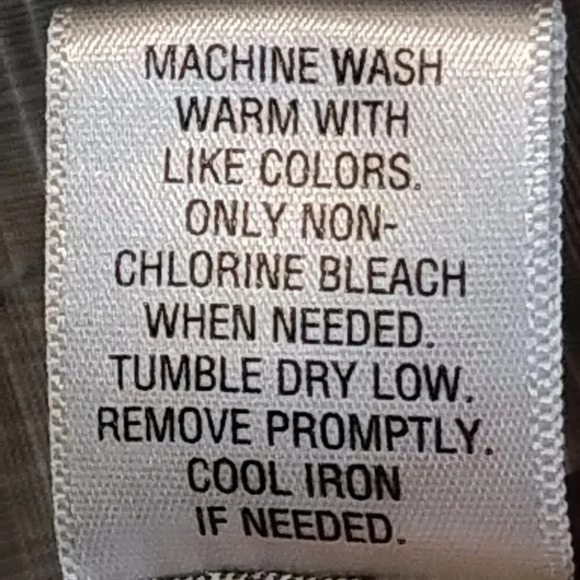 MACHINE WASH
WARM WITH
LIKE COLORS.
ONLY NON-
CHLORINE BLEACH
WHEN NEEDED.
TUMBLE DRY LOW.
REMOVE PROMPTLY.
COOL IRON
IF NEEDED.